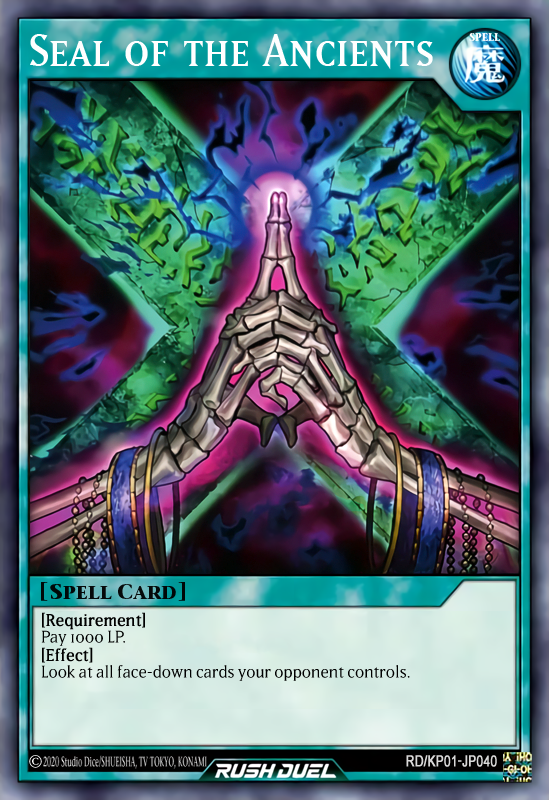 Seal of the Ancients
SPELL
魔
[Spell Card]
[Requirement]
Pay 1000 LP.
[Effect]
Look at all face-down cards your opponent controls.
©2020 Studio Dice/SHUEISHA, TV TOKYO, KONAMI
RUSH DUEL
RD/KP01-JP040